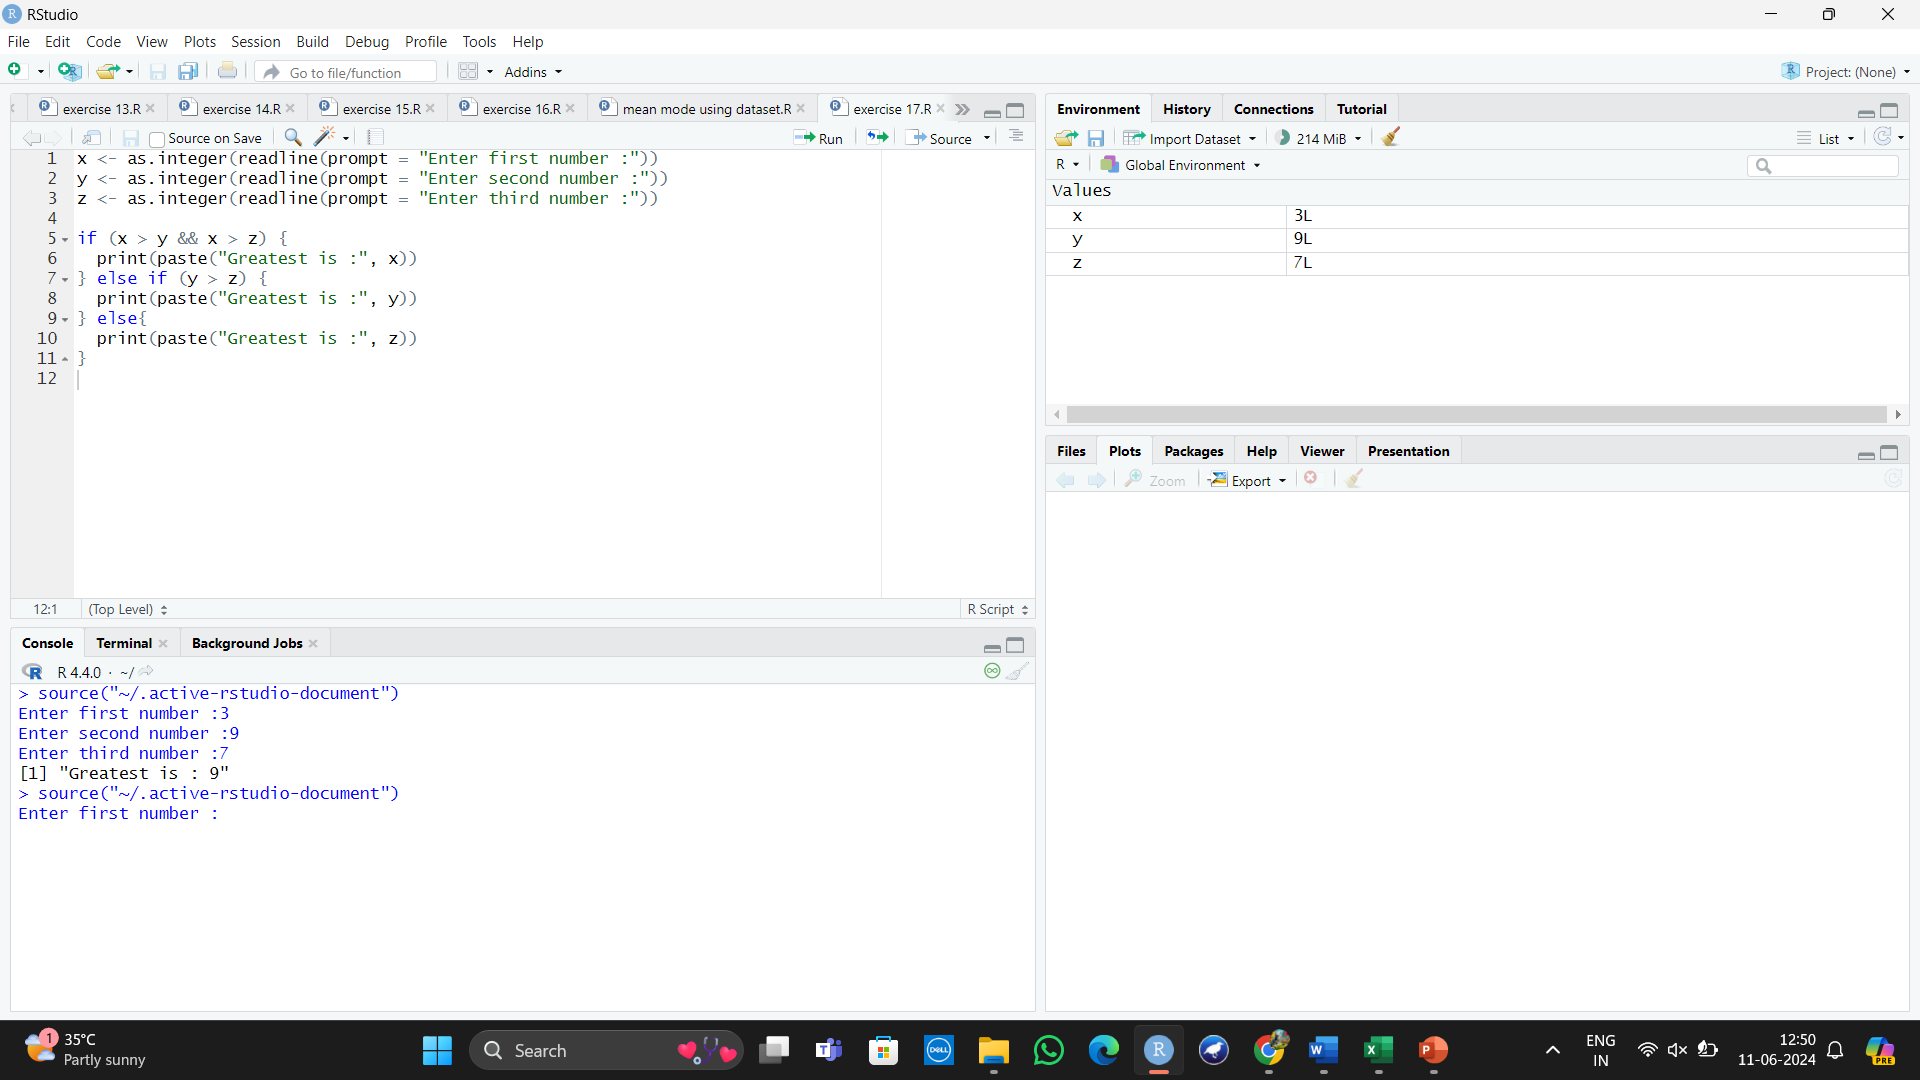 RStudio
File Edit Code View Plots Session Build Debug Profile Tools Help
Go to file/function Addins Project: (None)
exercise 13.R exercise 14.R exercise 15.R exercise 16.R mean mode using dataset.R exercise 17.R
Source on Save Run Source
1 x <- as.integer(readline(prompt = "Enter first number :"))
2 y <- as.integer(readline(prompt = "Enter second number :"))
3 z <- as.integer(readline(prompt = "Enter third number :"))
4
5 if (x > y && x > z) {
6   print(paste("Greatest is :", x))
7 } else if (y > z) {
8   print(paste("Greatest is :", y))
9 } else{
10   print(paste("Greatest is :", z))
11 }
12
12:1 (Top Level) R Script
Console Terminal Background Jobs
R 4.4.0 · ~/
> source("~/.active-rstudio-document")
Enter first number :3
Enter second number :9
Enter third number :7
[1] "Greatest is : 9"
> source("~/.active-rstudio-document")
Enter first number :
Environment History Connections Tutorial
Import Dataset 214 MiB List
R Global Environment
Values
x 3L
y 9L
z 7L
Files Plots Packages Help Viewer Presentation
Zoom Export
1 35°C
Partly sunny
Search
DELL
ENG
IN
12:50
11-06-2024
PRE